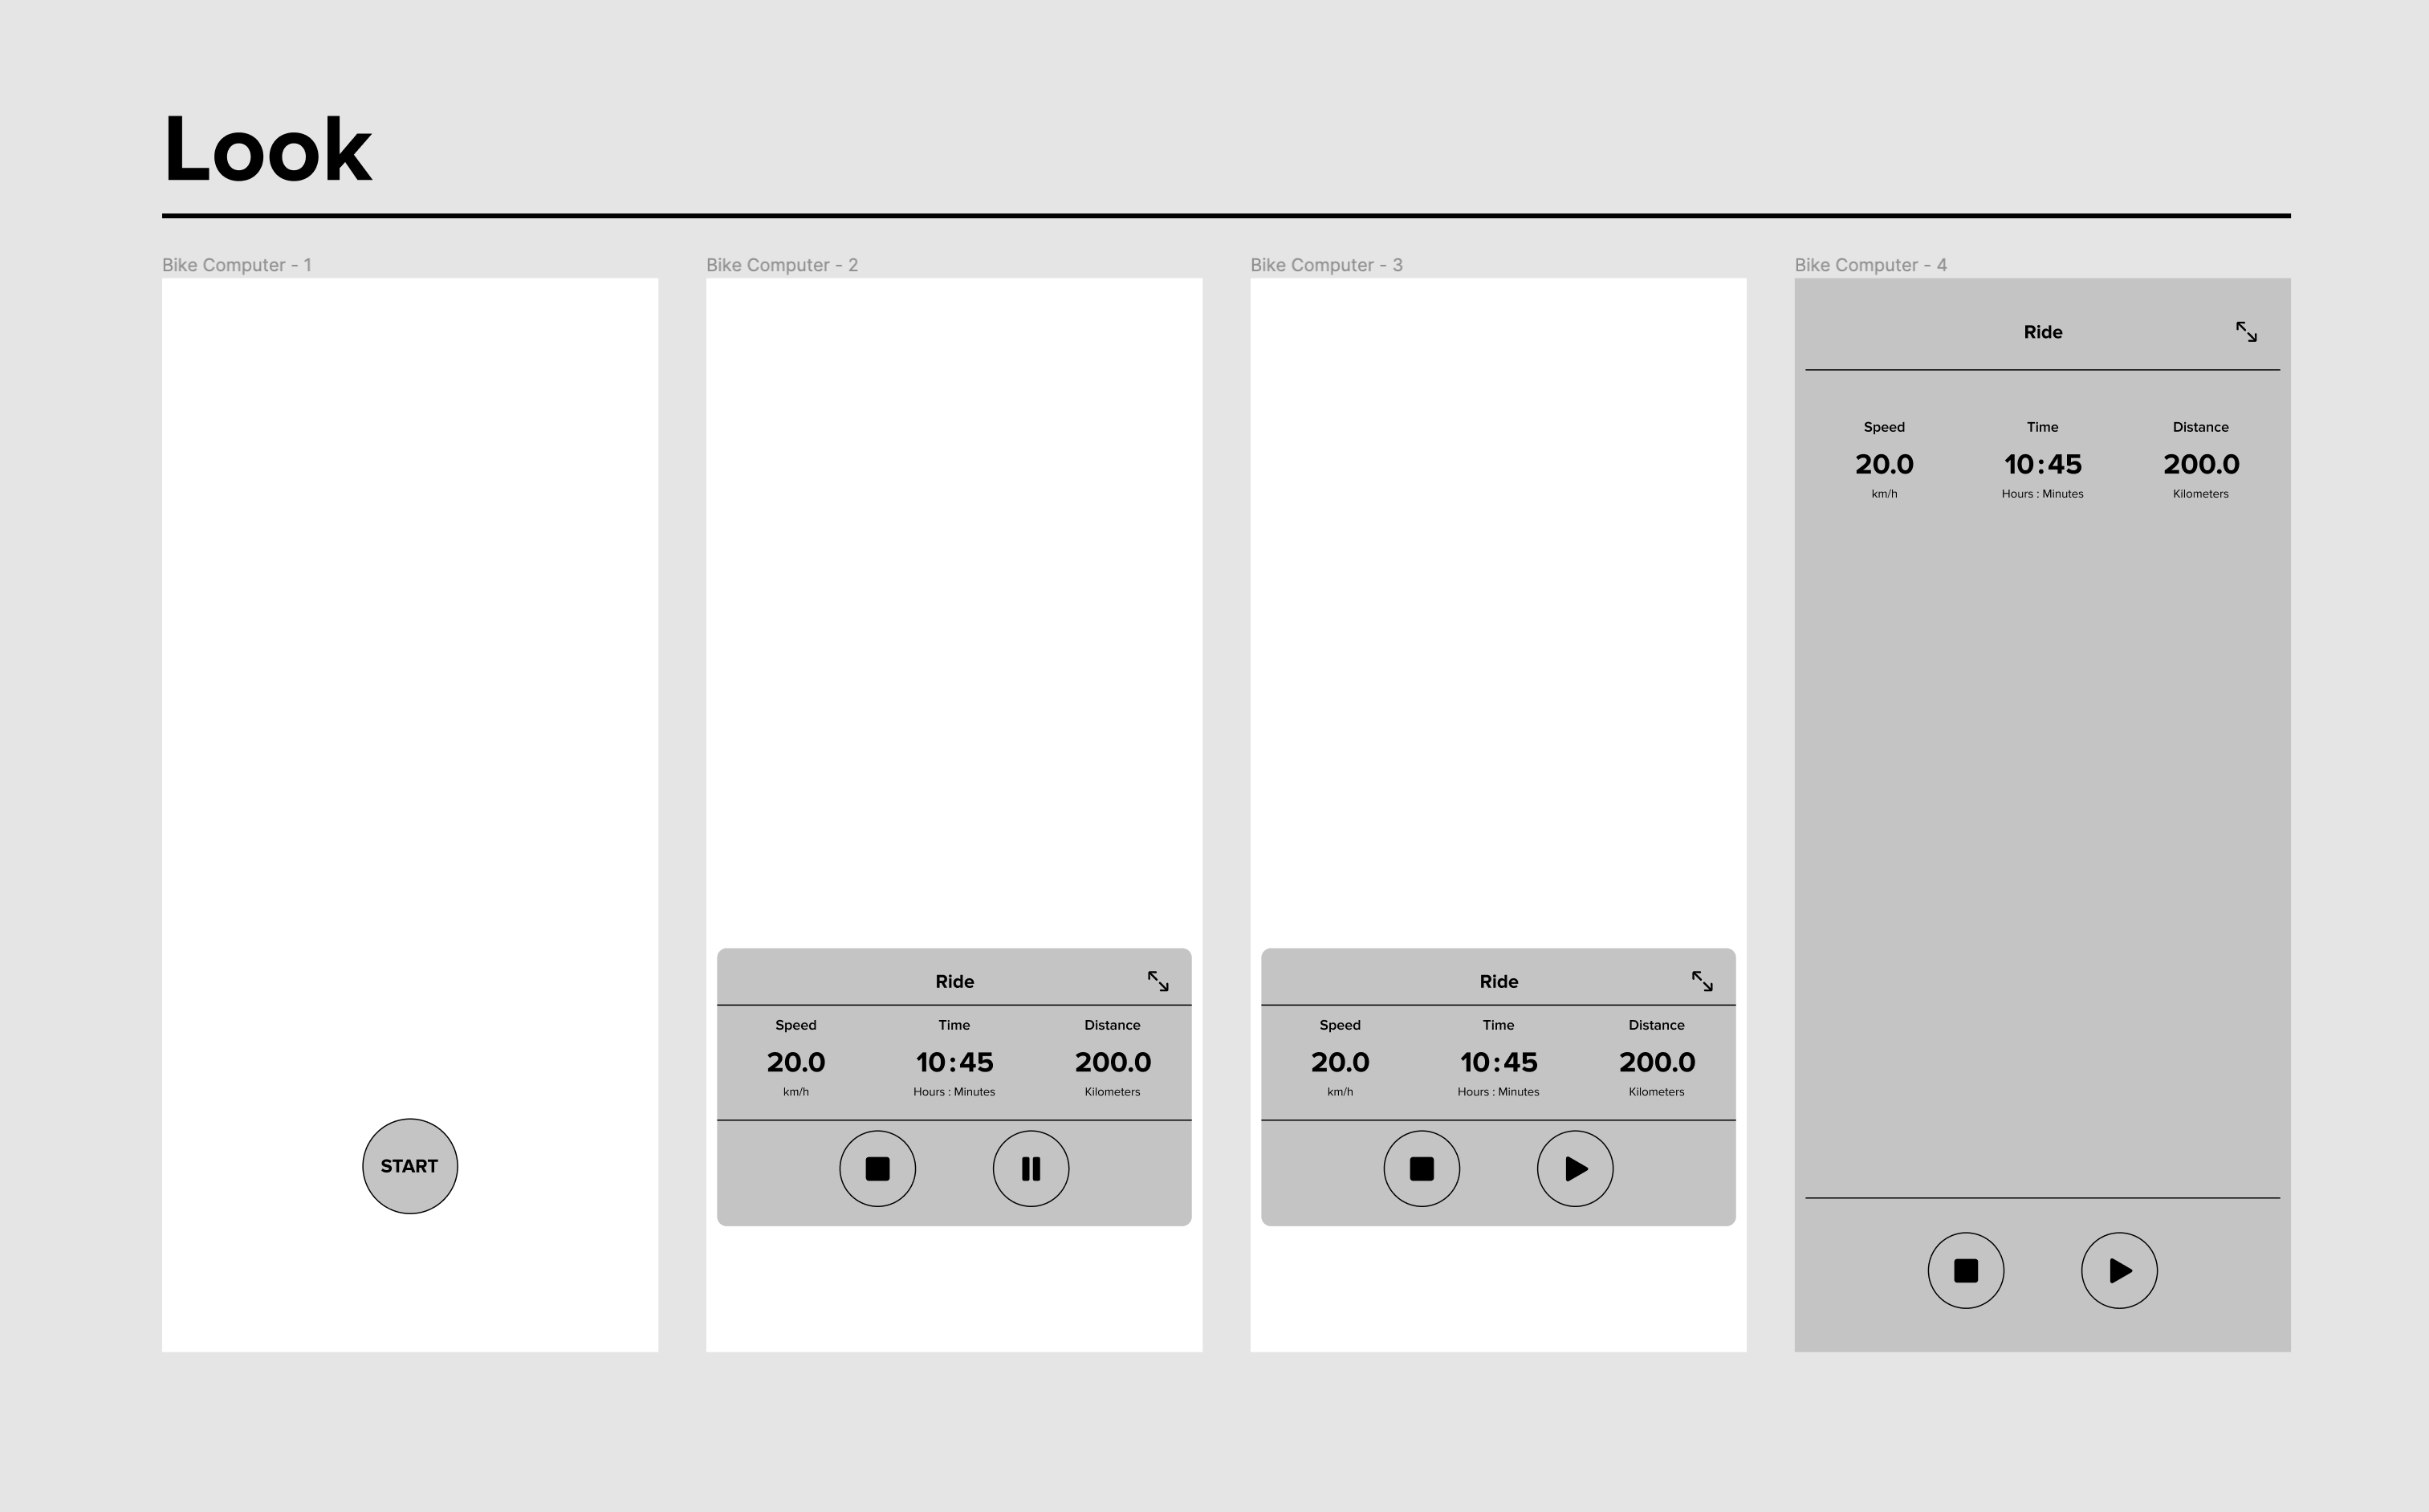 Look
Bike Computer - 1
START
Bike Computer - 2
Ride
Speed Time Distance
20.0 10:45 200.0
km/h Hours : Minutes Kilometers
Bike Computer - 3
Ride
Speed Time Distance
20.0 10:45 200.0
km/h Hours : Minutes Kilometers
Bike Computer - 4
Ride
Speed Time Distance
20.0 10:45 200.0
km/h Hours : Minutes Kilometers